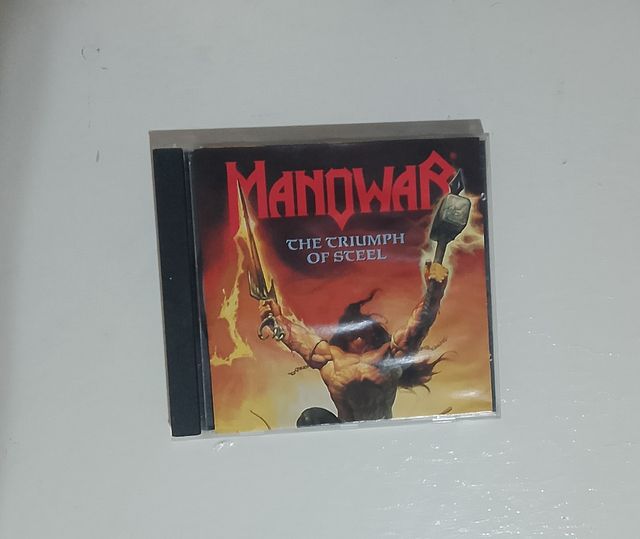 MANOWAR
THE TRIUMPH
OF STEEL